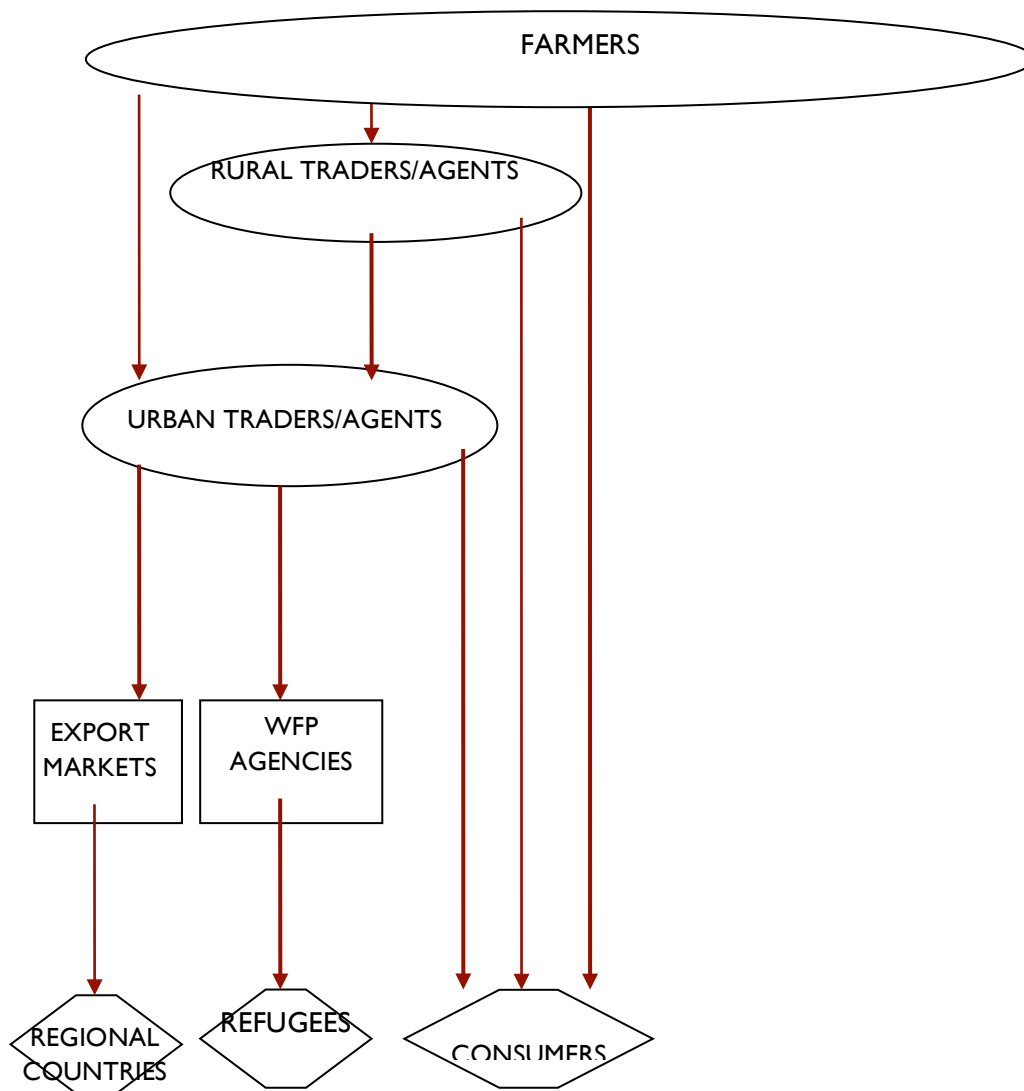 FARMERS
RURAL TRADERS/AGENTS
URBAN TRADERS/AGENTS
EXPORT
MARKETS
WFP
AGENCIES
REGIONAL
COUNTRIES
REFUGEES
CONSUMERS